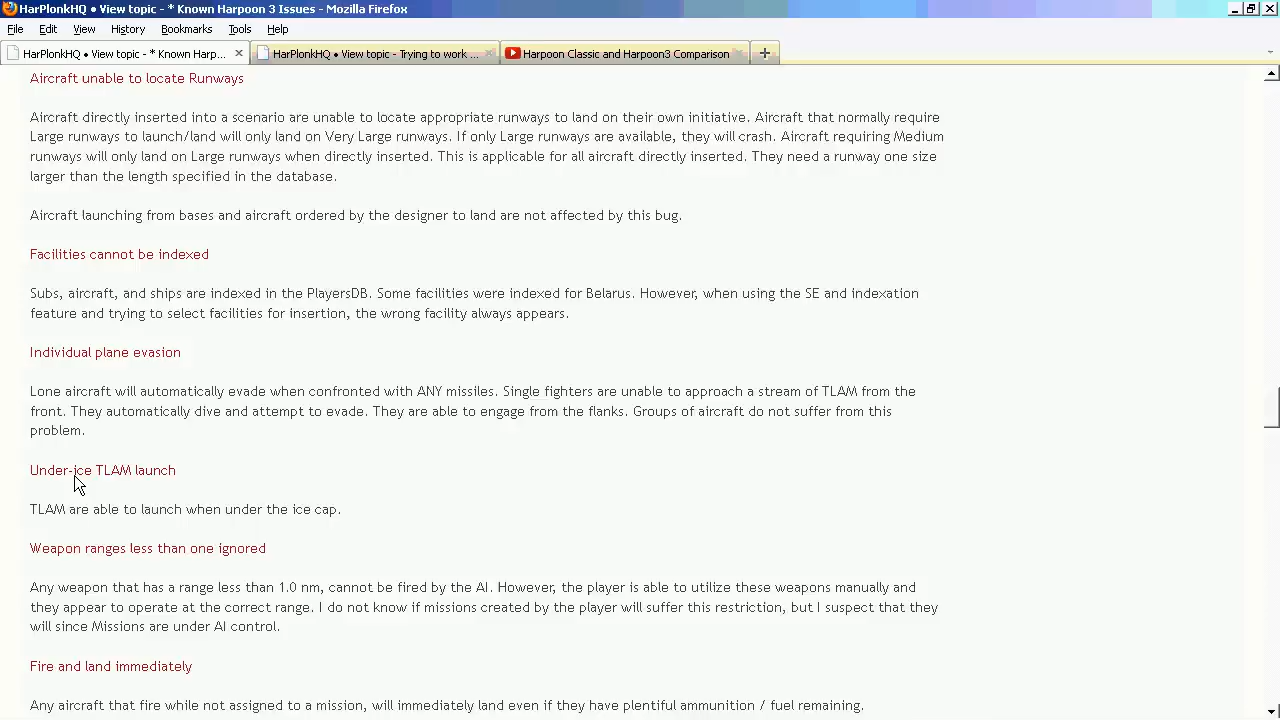 HarPlonkHQ • View topic - * Known Harpoon 3 Issues - Mozilla Firefox
File Edit View History Bookmarks Tools Help
HarPlonkHQ • View topic - * Known Harp... HarPlonkHQ • View topic - Trying to work ... Harpoon Classic and Harpoon3 Comparison
Aircraft unable to locate Runways
Aircraft directly inserted into a scenario are unable to locate appropriate runways to land on their own initiative. Aircraft that normally require
Large runways to launch/land will only land on Very Large runways. If only Large runways are available, they will crash. Aircraft requiring Medium
runways will only land on Large runways when directly inserted. This is applicable for all aircraft directly inserted. They need a runway one size
larger than the length specified in the database.
Aircraft launching from bases and aircraft ordered by the designer to land are not affected by this bug.
Facilities cannot be indexed
Subs, aircraft, and ships are indexed in the PlayersDB. Some facilities were indexed for Belarus. However, when using the SE and indexation
feature and trying to select facilities for insertion, the wrong facility always appears.
Individual plane evasion
Lone aircraft will automatically evade when confronted with ANY missiles. Single fighters are unable to approach a stream of TLAM from the
front. They automatically dive and attempt to evade. They are able to engage from the flanks. Groups of aircraft do not suffer from this
problem.
Under-ice TLAM launch
TLAM are able to launch when under the ice cap.
Weapon ranges less than one ignored
Any weapon that has a range less than 1.0 nm, cannot be fired by the AI. However, the player is able to utilize these weapons manually and
they appear to operate at the correct range. I do not know if missions created by the player will suffer this restriction, but I suspect that they
will since Missions are under AI control.
Fire and land immediately
Any aircraft that fire while not assigned to a mission, will immediately land even if they have plentiful ammunition / fuel remaining.